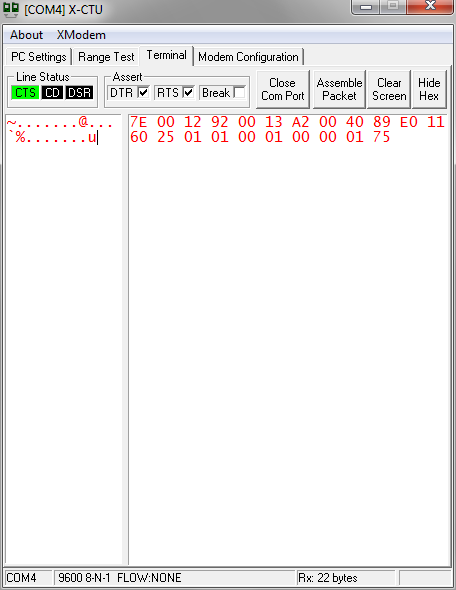 [COM4] X-CTU
About XModem
PC Settings Range Test Terminal Modem Configuration
Line Status
CTS CD DSR
Assert
DTR RTS Break
Close Com Port
Assemble Packet
Clear Screen
Hide Hex
~.......@...
`%.......u
7E 00 12 92 00 13 A2 00 40 89 E0 11
60 25 01 01 00 01 00 00 01 75
COM4 9600 8-N-1 FLOW:NONE Rx: 22 bytes